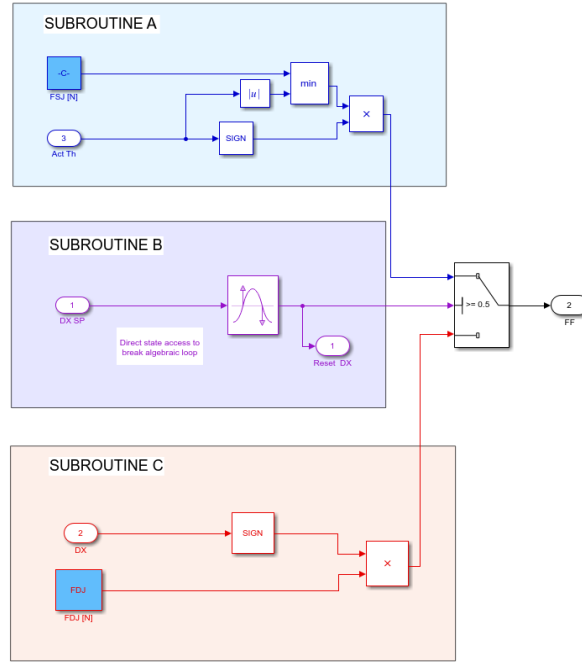 SUBROUTINE A
-C-
FSJ [N]
|u|
min
×
3
Act Th
SIGN
SUBROUTINE B
1
DX SP
Direct state access to
break algebraic loop
1
Reset DX
>= 0.5
2
FF
SUBROUTINE C
2
DX
SIGN
×
FDJ
FDJ [N]